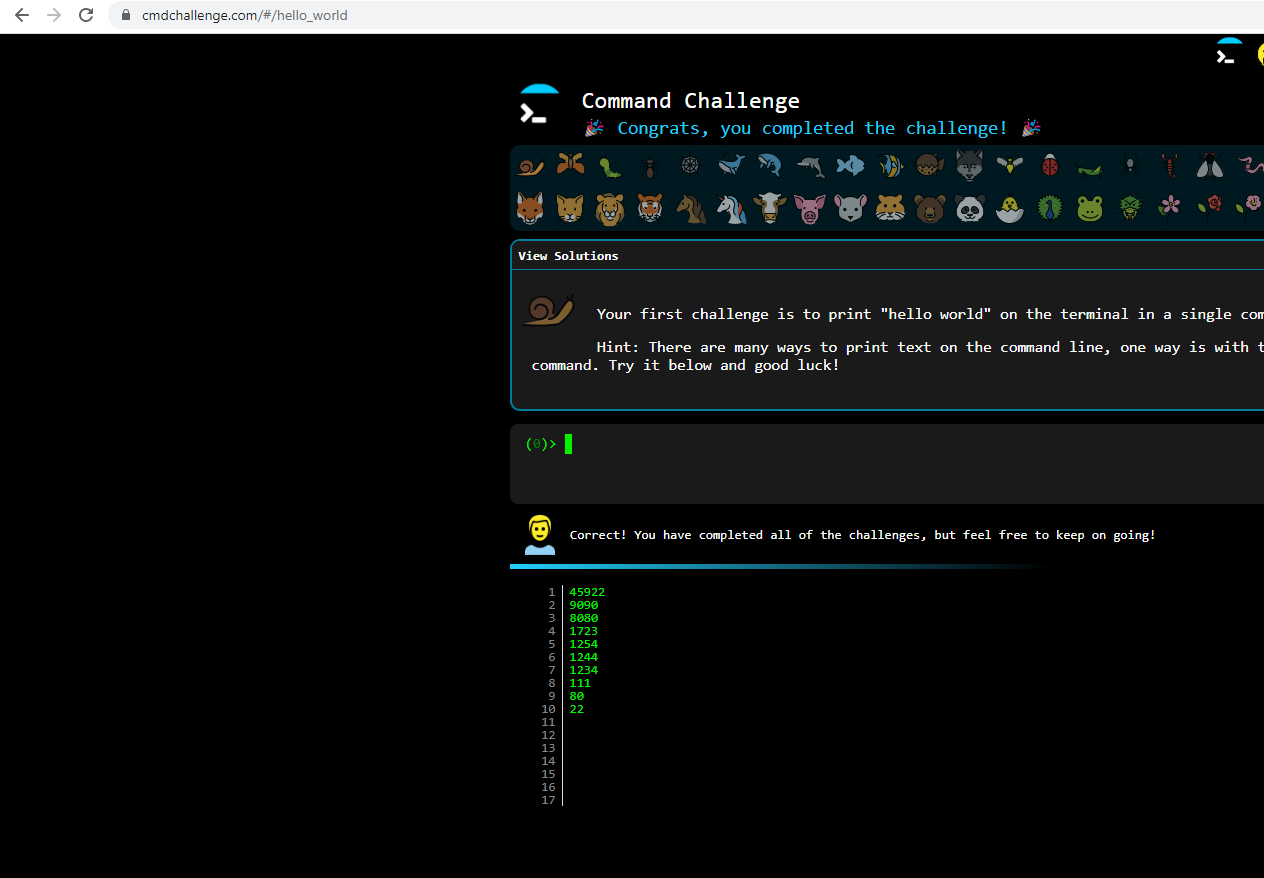 cmdchallenge.com/#/hello_world
Command Challenge
🎉 Congrats, you completed the challenge! 🎉
View Solutions
Your first challenge is to print "hello world" on the terminal in a single
Hint: There are many ways to print text on the command line, one way is with
command. Try it below and good luck!
(0)>
Correct! You have completed all of the challenges, but feel free to keep on going!
1 45922
2 9090
3 8080
4 1723
5 1254
6 1244
7 1234
8 111
9 80
10 22
11
12
13
14
15
16
17